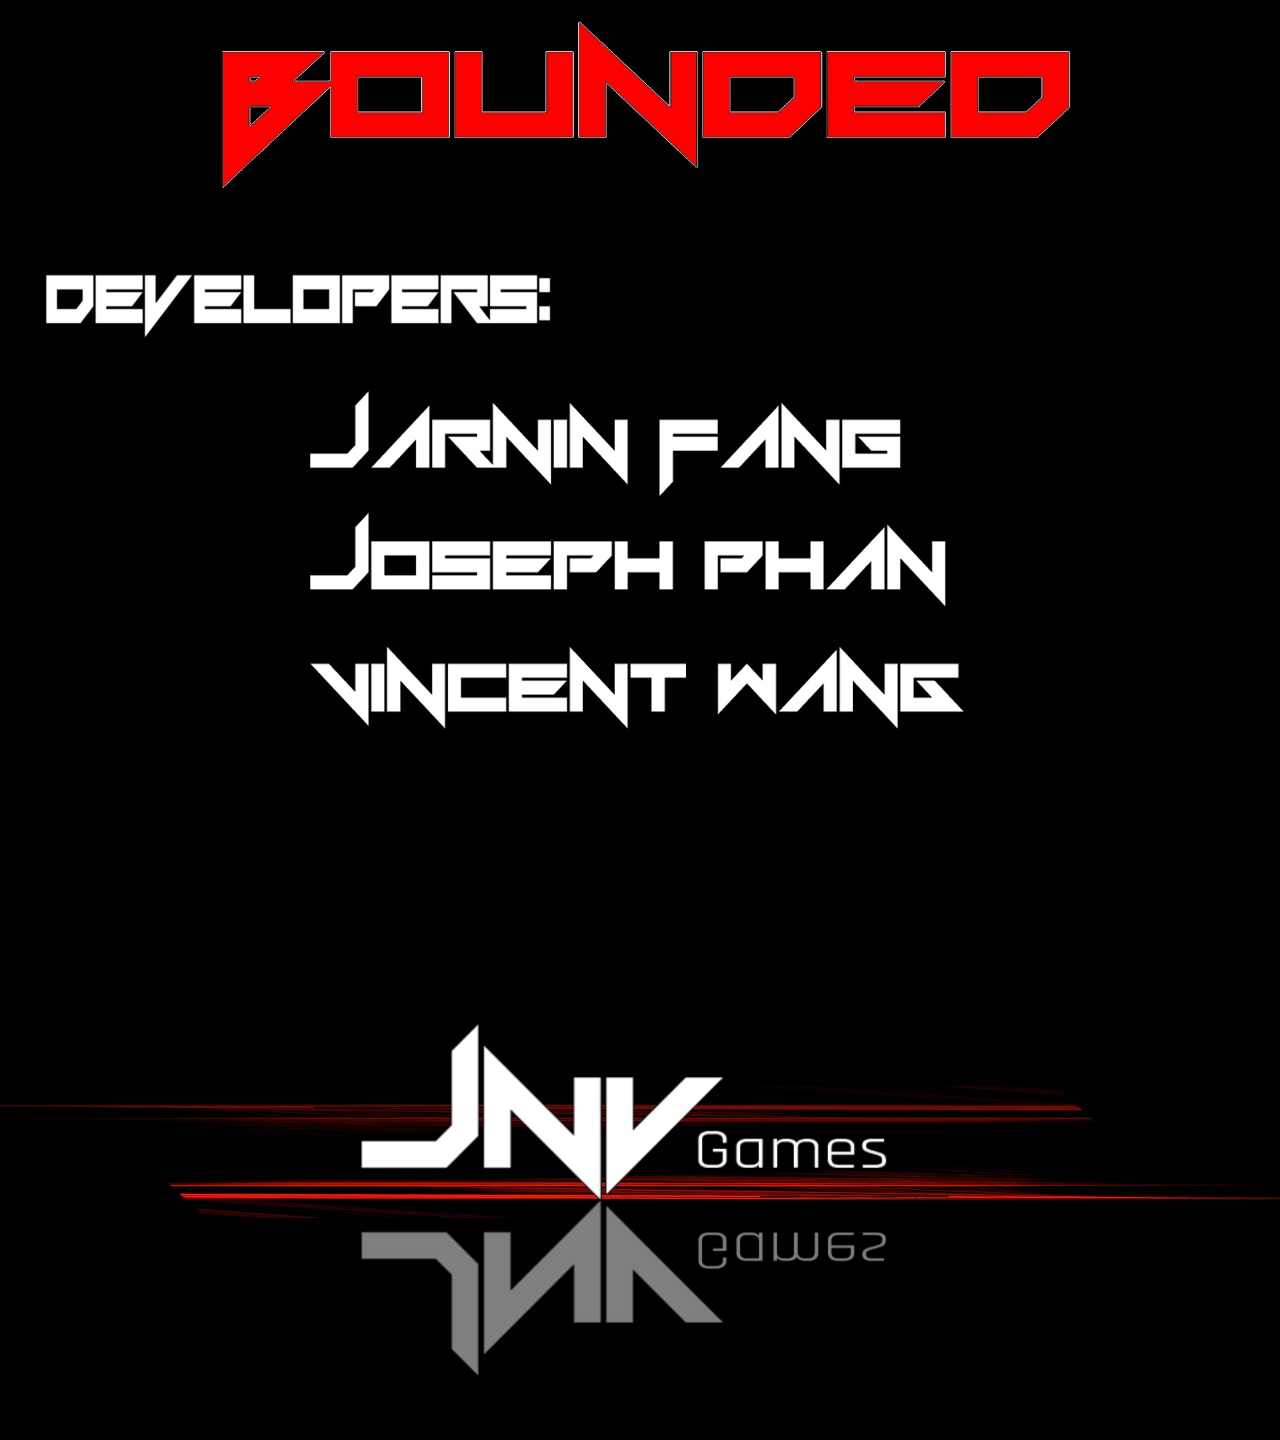 BOUNDED
DEVELOPERS:
JARNIN FANG
JOSEPH PHAN
VINCENT WANG
JNV Games